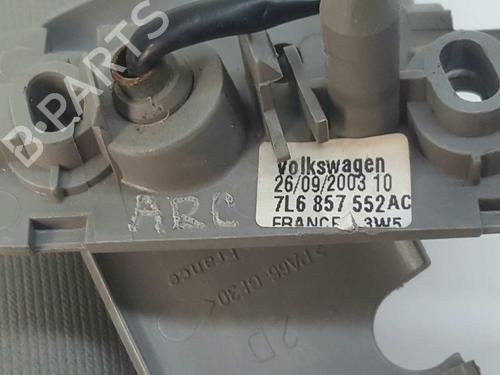 B-PARTS
Volkswagen
26/09/2003 10
7L6 857 552AC
FRANCE 3W5
ARC
>PA66-GF30<
France
2D